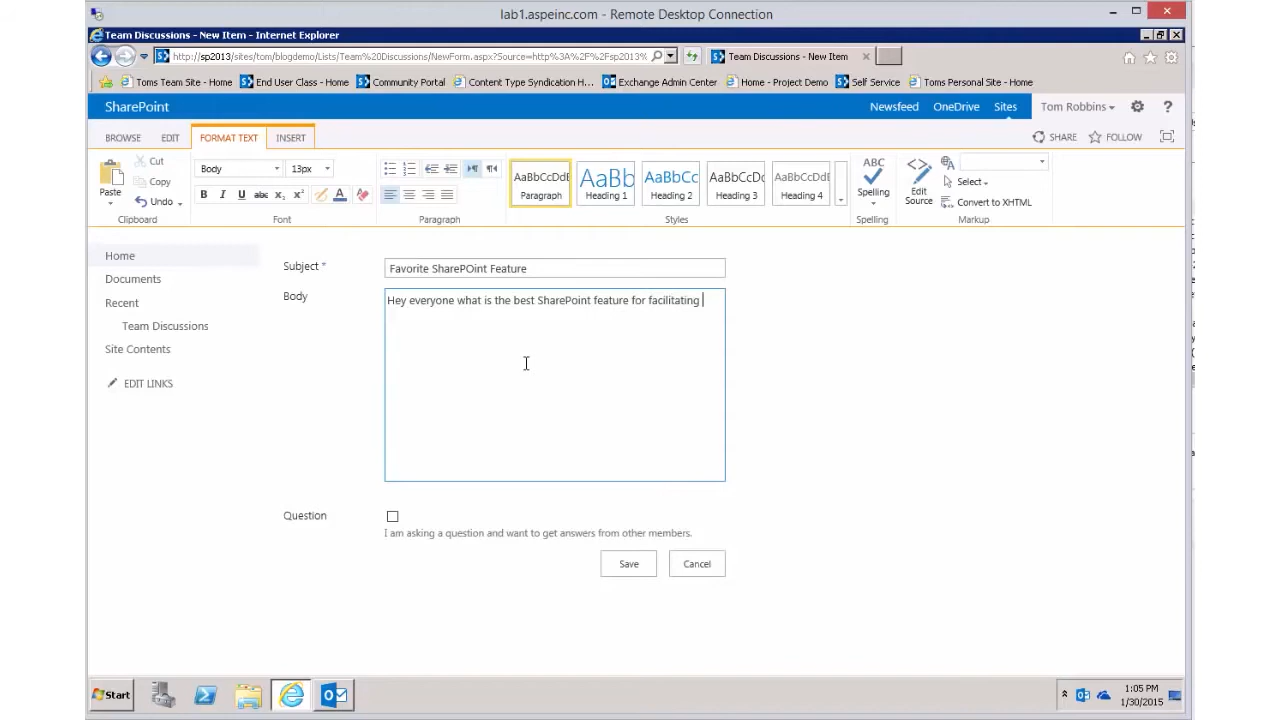 lab1.aspeinc.com - Remote Desktop Connection
Team Discussions - New Item - Internet Explorer
http://sp2013/sites/tom/blogdemo/Lists/Team%20Discussions/NewForm.aspx?Source=http%3A%2F%2Fsp2013%
Team Discussions - New Item
Toms Team Site - Home End User Class - Home Community Portal Content Type Syndication H... Exchange Admin Center Home - Project Demo Self Service Toms Personal Site - Home
SharePoint Newsfeed OneDrive Sites Tom Robbins
BROWSE EDIT FORMAT TEXT INSERT SHARE FOLLOW
Paste Cut Copy Undo
Clipboard
Body 13px
B I U abc x₂ x² A
Font
Paragraph
AaBbCcDdE AaBb AaBbCc AaBbCcDc AaBbCcDdE
Paragraph Heading 1 Heading 2 Heading 3 Heading 4
Styles
ABC
Spelling
Spelling
Edit Source
Select
Convert to XHTML
Markup
Home
Documents
Recent
Team Discussions
Site Contents
EDIT LINKS
Subject *
Favorite SharePOint Feature
Body
Hey everyone what is the best SharePoint feature for facilitating
Question
I am asking a question and want to get answers from other members.
Save Cancel
Start
1:05 PM
1/30/2015